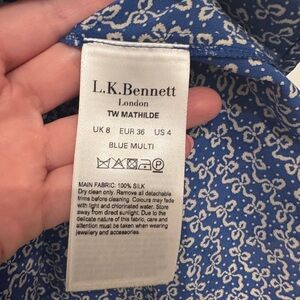 L.K.Bennett
London
TW MATHILDE
UK 8 EUR 36 US 4
BLUE MULTI
MAIN FABRIC: 100% SILK
Dry clean only. Remove all detachable
trims before cleaning. Colours may fade
with light and chlorinated water. Store
away from direct sunlight. Due to the
delicate nature of this fabric, care and
attention must be taken when wearing
jewellery and accessories.